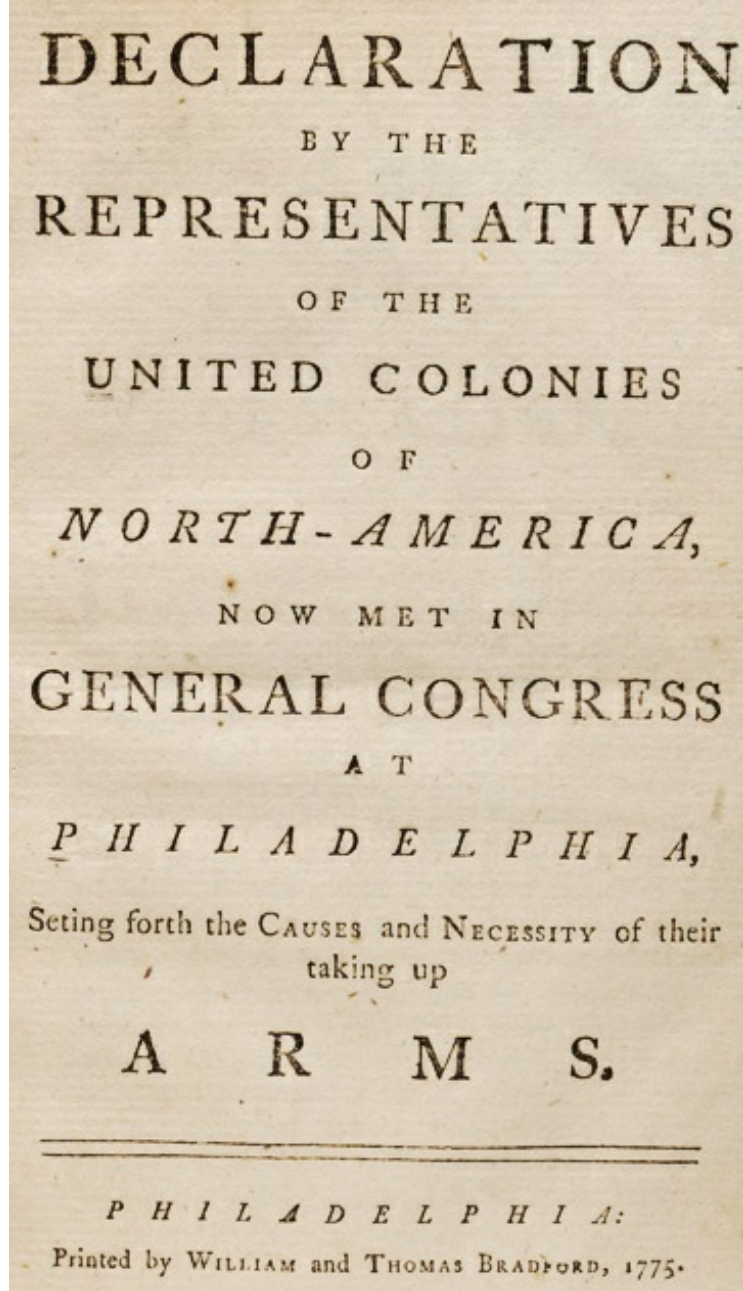 DECLARATION
BY THE
REPRESENTATIVES
OF THE
UNITED COLONIES
OF
NORTH-AMERICA,
NOW MET IN
GENERAL CONGRESS
AT
PHILADELPHIA,
Seting forth the CAUSES and NECESSITY of their
taking up
ARMS.
PHILADELPHIA:
Printed by WILLIAM and THOMAS BRADFORD, 1775.